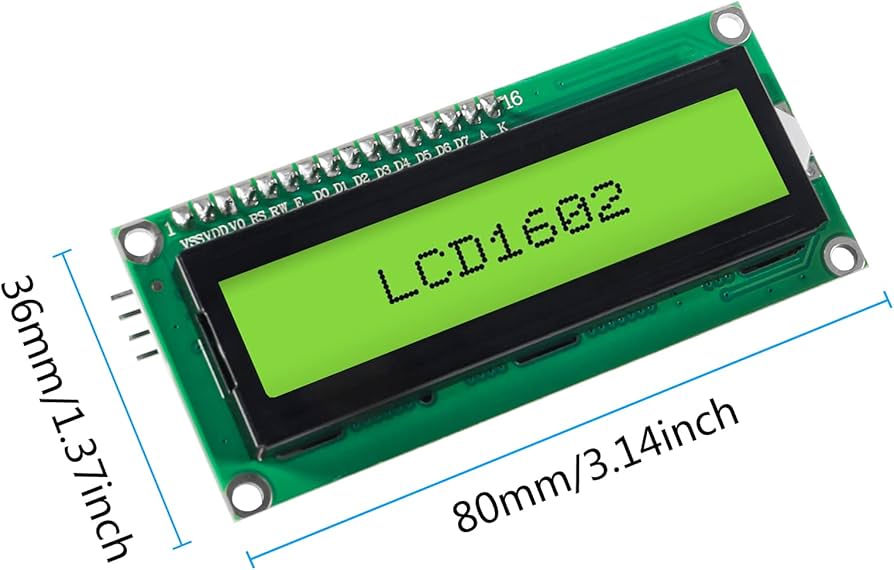 16
1
VSS VDD V0 RS RW E D0 D1 D2 D3 D4 D5 D6 D7 A K
LCD1602
36mm/1.37inch
80mm/3.14inch